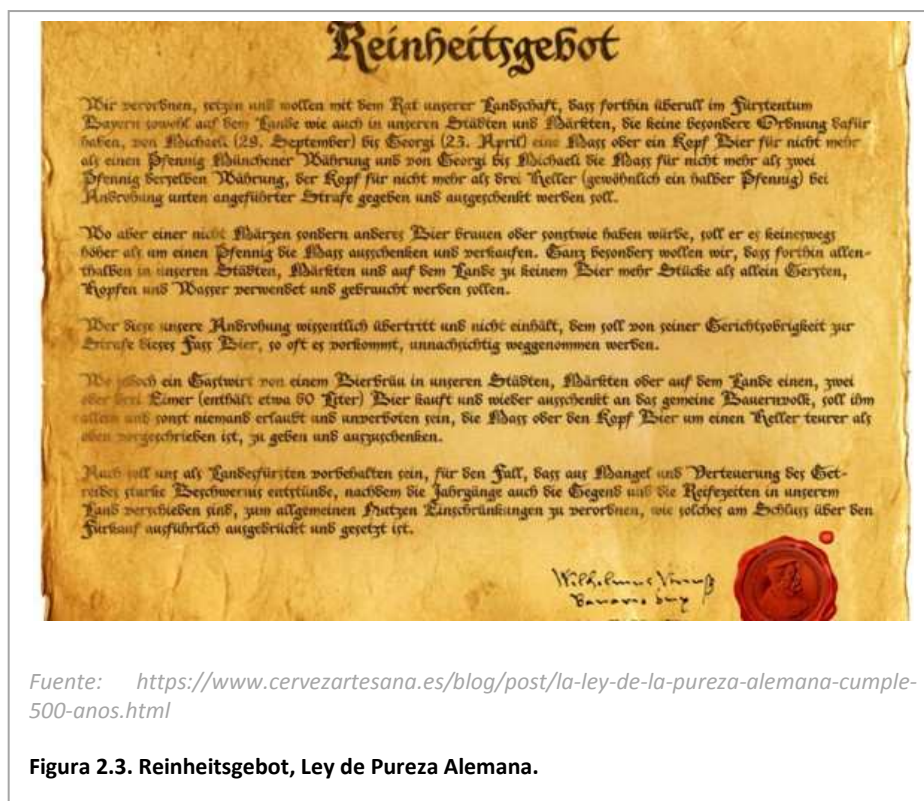 Reinheitsgebot
Wir verordnen, setzen und wollen mit dem Rat unserer Landschaft, dass forthin überall im Fürstentum
Bayern sowohl auf dem Lande wie auch in unseren Städten und Märkten, die keine besondere Ordnung dafür
haben, von Michaeli (29. September) bis Georgi (23. April) eine Mass oder ein Kopf Bier für nicht mehr
als einen Pfennig Münchener Währung und von Georgi bis Michaeli die Mass für nicht mehr als zwei
Pfennig derselben Währung, der Kopf für nicht mehr als drei Heller (gewöhnlich ein halber Pfennig) bei
Androhung unten angeführter Strafe gegeben und ausgeschenkt werden soll.
Wo aber einer nicht Märzen sondern anderes Bier brauen oder sonstwie haben würde, soll er es keineswegs
höher als um einen Pfennig die Mass ausschenken und verkaufen. Ganz besonders wollen wir, dass forthin allen-
thalben in unseren Städten, Märkten und auf dem Lande zu keinem Bier mehr Stücke als allein Gersten,
Hopfen und Wasser verwendet und gebraucht werden sollen.
Wer diese unsere Androhung wissentlich übertritt und nicht einhält, dem soll von seiner Gerichtsobrigkeit zur
Strafe dieses Fass Bier, so oft es vorkommt, unnachsichtig weggenommen werden.
Wo jedoch ein Gastwirt von einem Bierbräu in unseren Städten, Märkten oder auf dem Lande einen, zwei
oder drei Eimer (enthält etwa 60 Liter) Bier kauft und wieder ausschenkt an das gemeine Bauernvolk, soll ihm
allein und sonst niemand erlaubt und unverboten sein, die Mass oder den Kopf Bier um einen Heller teurer als
oben vorgeschrieben ist, zu geben und auszuschenken.
Auch soll uns als Landesfürsten vorbehalten sein, für den Fall, dass aus Mangel und Verteuerung des Get-
reides starke Beschwernis entstünde, nachdem die Jahrgänge auch die Gegend und die Reifezeiten in unserem
Land verschieden sind, zum allgemeinen Nutzen Einschränkungen zu verordnen, wie solches am Schluss über den
Fürkauf ausführlich ausgedrückt und gesetzt ist.
Fuente: https://www.cervezartesana.es/blog/post/la-ley-de-la-pureza-alemana-cumple-
500-anos.html
Figura 2.3. Reinheitsgebot, Ley de Pureza Alemana.